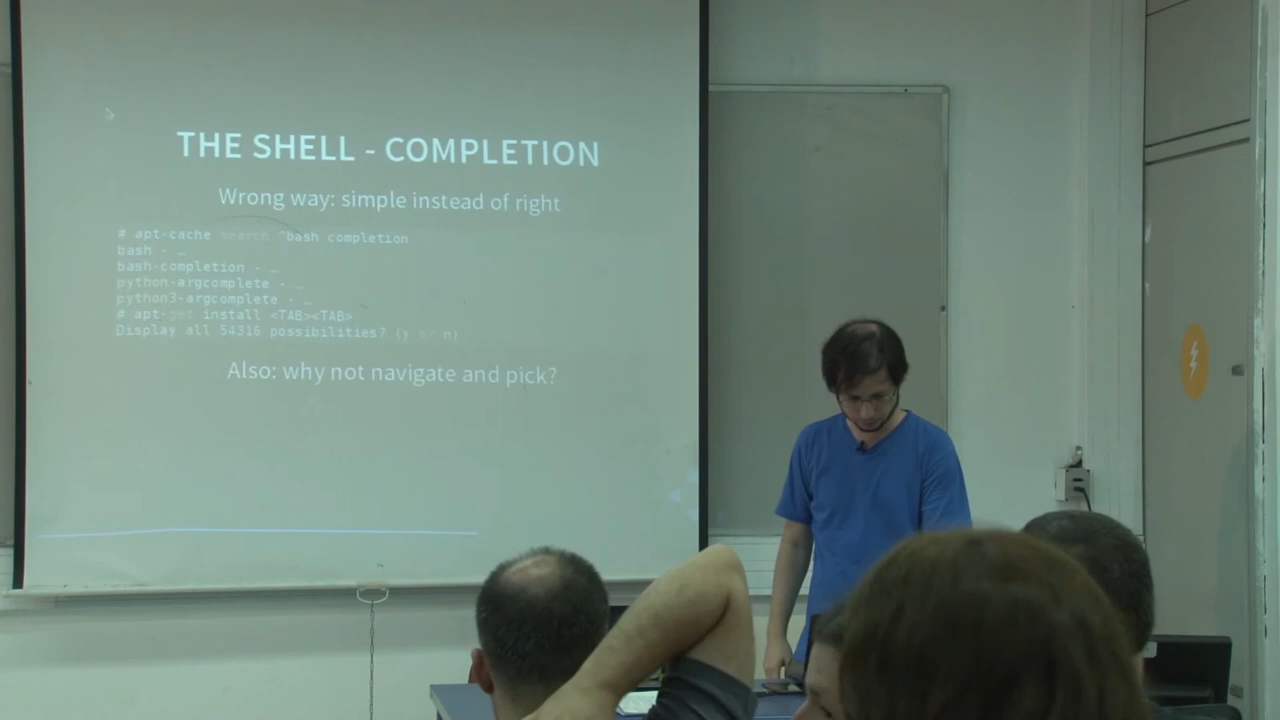 THE SHELL - COMPLETION
Wrong way: simple instead of right
# apt-cache search ^bash completion
bash - …
bash-completion - …
python-argcomplete - …
python3-argcomplete - …
# apt-get install <TAB><TAB>
Display all 54316 possibilities? (y or n)
Also: why not navigate and pick?